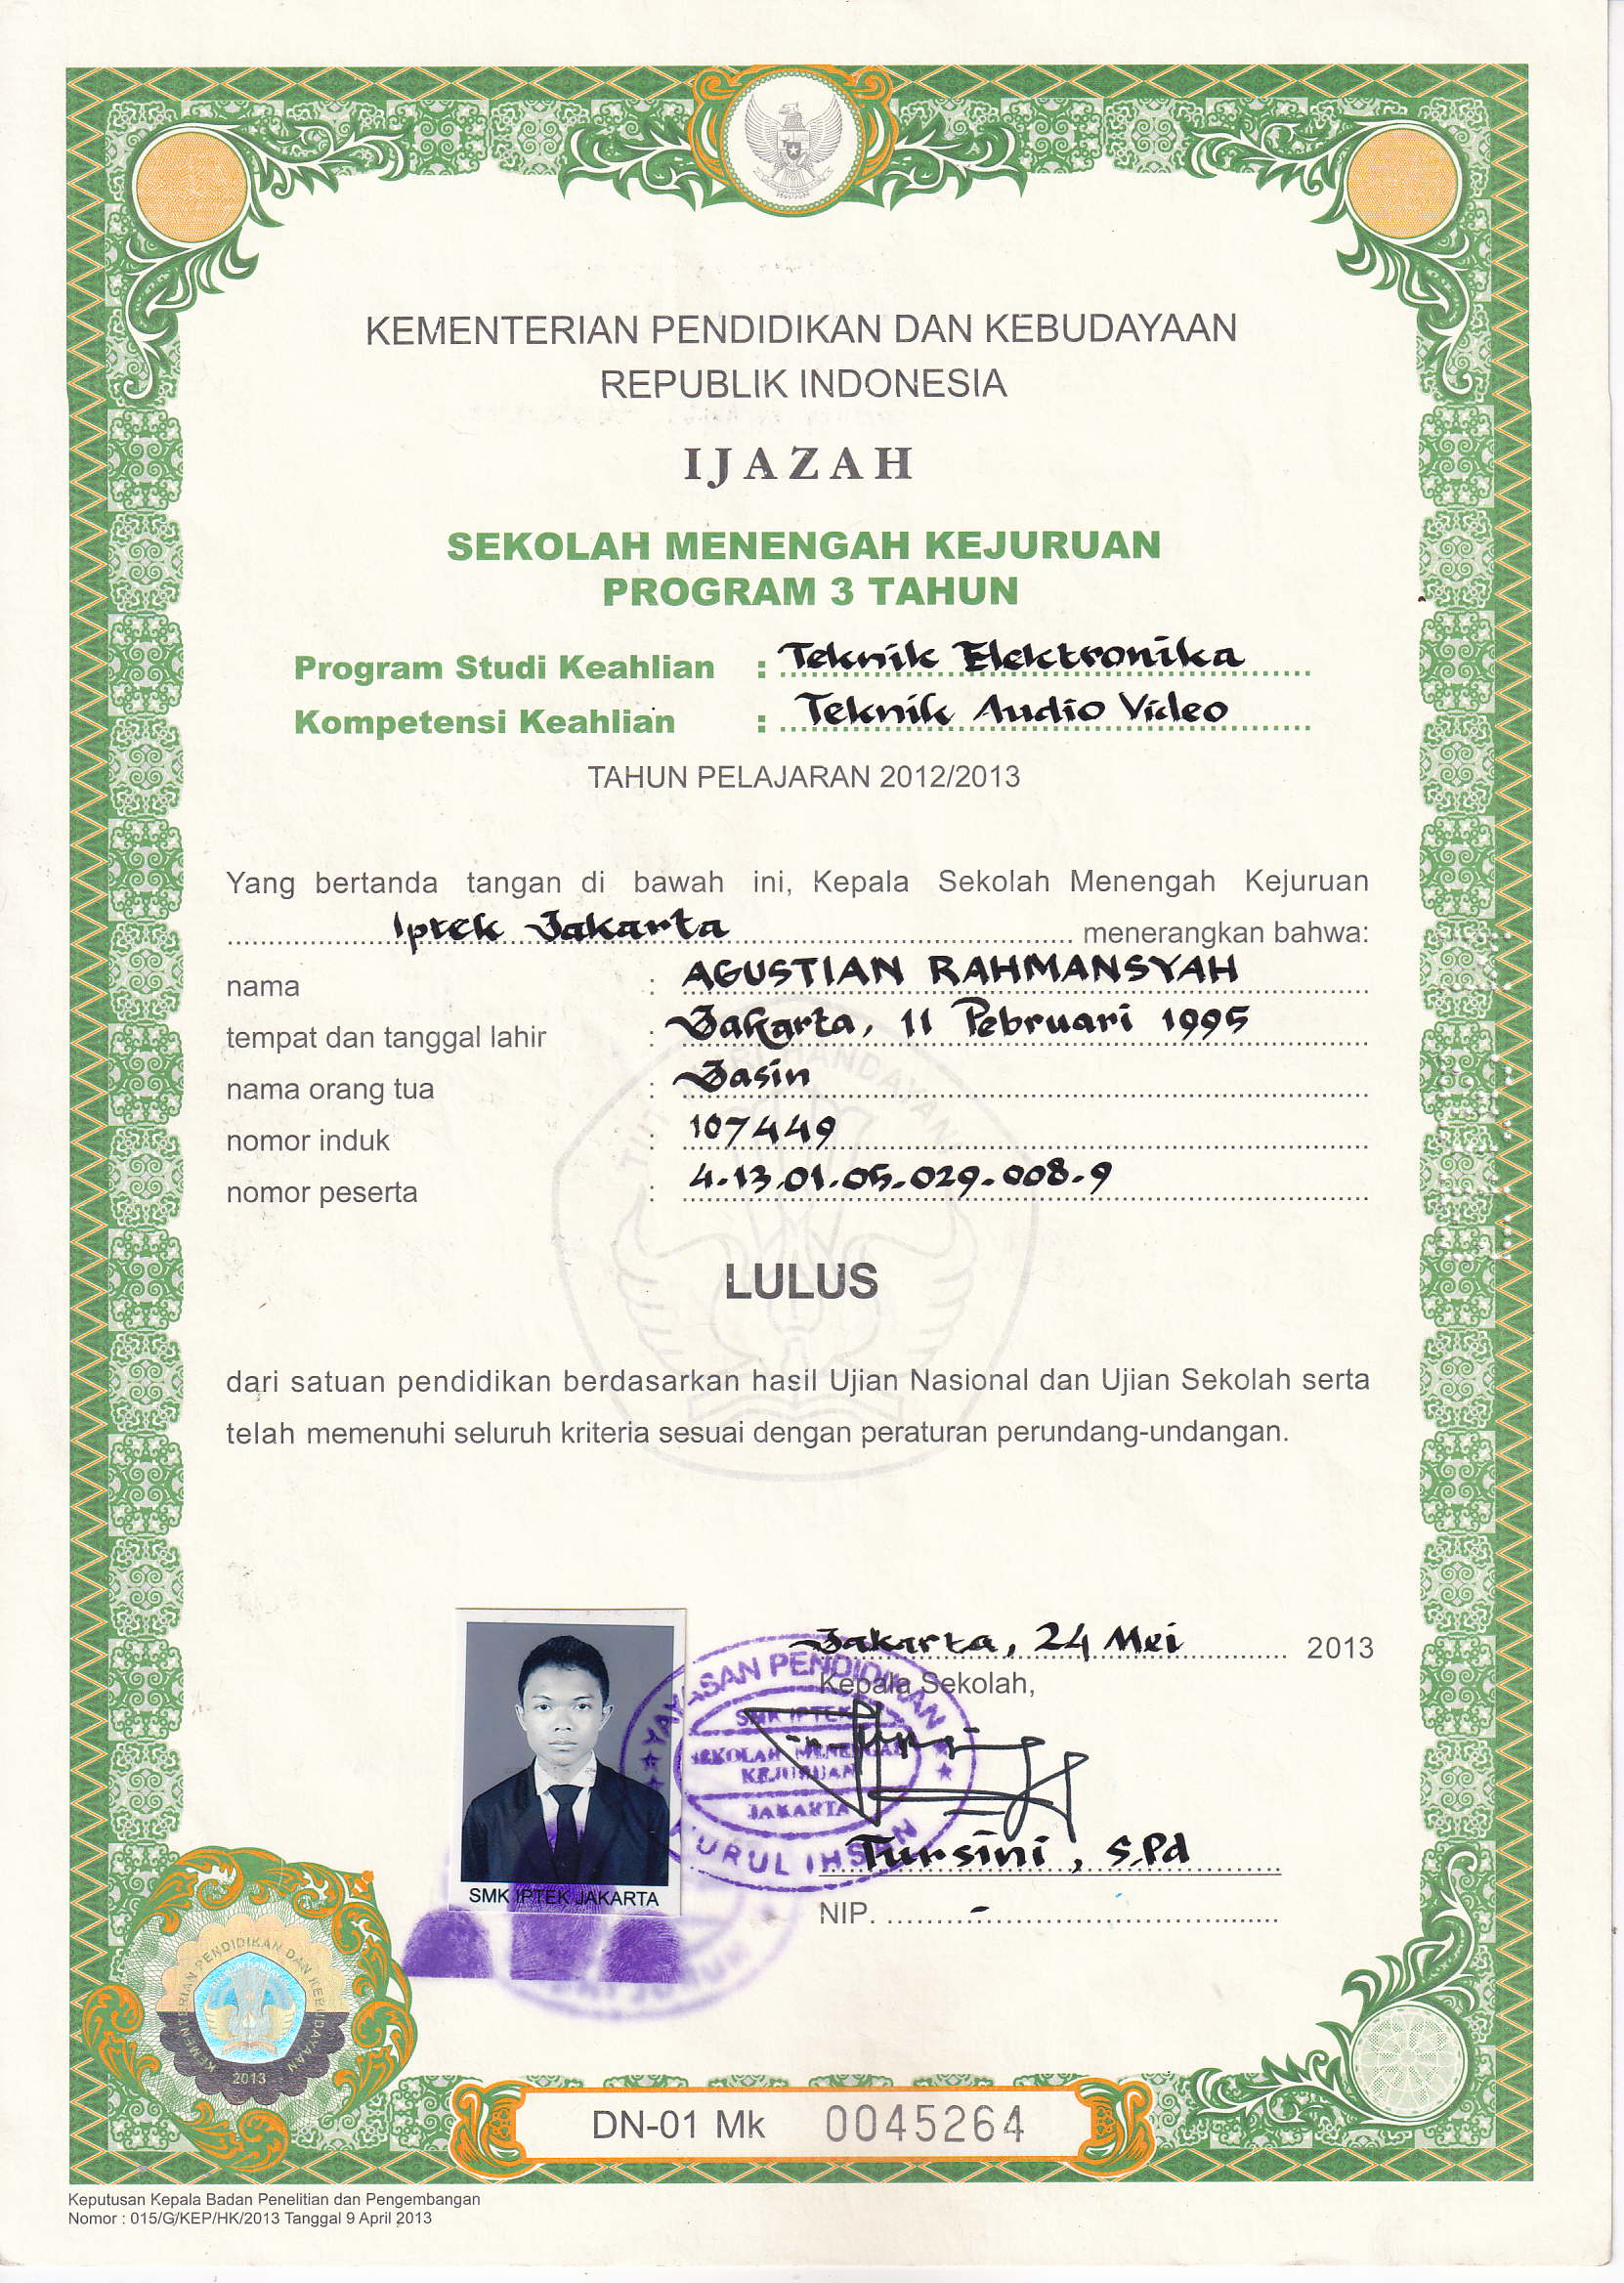 KEMENTERIAN PENDIDIKAN DAN KEBUDAYAAN
REPUBLIK INDONESIA
IJAZAH
SEKOLAH MENENGAH KEJURUAN
PROGRAM 3 TAHUN
Program Studi Keahlian : Teknik Elektronika
Kompetensi Keahlian : Teknik Audio Video
TAHUN PELAJARAN 2012/2013
Yang bertanda tangan di bawah ini, Kepala Sekolah Menengah Kejuruan
Iptek Jakarta menerangkan bahwa:
nama : AGUSTIAN RAHMANSYAH
tempat dan tanggal lahir : Jakarta, 11 Pebruari 1995
nama orang tua : Jasin
nomor induk : 107449
nomor peserta : 4-13-01-05-029-008-9
LULUS
dari satuan pendidikan berdasarkan hasil Ujian Nasional dan Ujian Sekolah serta
telah memenuhi seluruh kriteria sesuai dengan peraturan perundang-undangan.
Jakarta, 24 Mei 2013
Kepala Sekolah,
YAYASAN PENDIDIKAN
SMK IPTEK
SEKOLAH MENENGAH
KEJURUAN
JAKARTA
NURUL IHSAN
Tursini, S.Pd
NIP. -
SMK IPTEK JAKARTA
KEMENTERIAN PENDIDIKAN DAN KEBUDAYAAN
2013
DN-01 Mk 0045264
Keputusan Kepala Badan Penelitian dan Pengembangan
Nomor : 015/G/KEP/HK/2013 Tanggal 9 April 2013